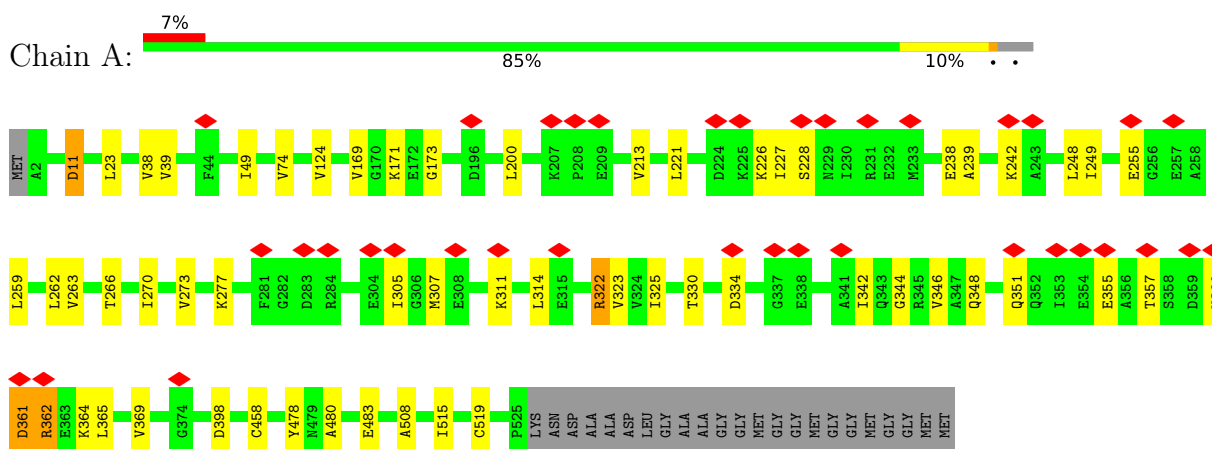 7%
Chain A:
85% 10% • •
MET A2 D11 L23 V38 V39 F44 I49 V74 V124 V169 G170 K171 E172 G173 D196 L200 K207 P208 E209 V213 L221 D224 K225 K226 I227 S228 N229 I230 R231 E232 M233 E238 A239 K242 A243 L248 I249 E255 G256 E257 A258
L259 L262 V263 T266 I270 V273 K277 F281 G282 D283 R284 E304 I305 G306 M307 E308 K311 L314 E315 R322 V323 V324 I325 T330 D334 G337 E338 A341 I342 Q343 G344 R345 V346 A347 Q348 Q351 Q352 I353 E354 E355 A356 T357 S358 D359
D361 R362 E363 K364 L365 V369 G374 D398 C458 Y478 N479 A480 E483 A508 I515 C519 P525 LYS ASN ASP ALA ALA ASP LEU GLY ALA ALA GLY GLY MET GLY GLY MET GLY GLY MET GLY GLY MET MET